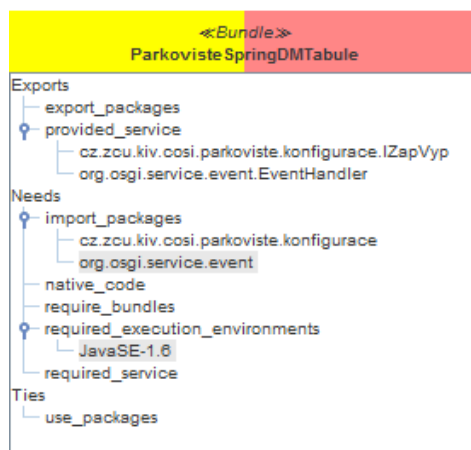 ≪Bundle≫
ParkovisteSpringDMTabule
Exports
export_packages
provided_service
cz.zcu.kiv.cosi.parkoviste.konfigurace.IZapVyp
org.osgi.service.event.EventHandler
Needs
import_packages
cz.zcu.kiv.cosi.parkoviste.konfigurace
org.osgi.service.event
native_code
require_bundles
required_execution_environments
JavaSE-1.6
required_service
Ties
use_packages